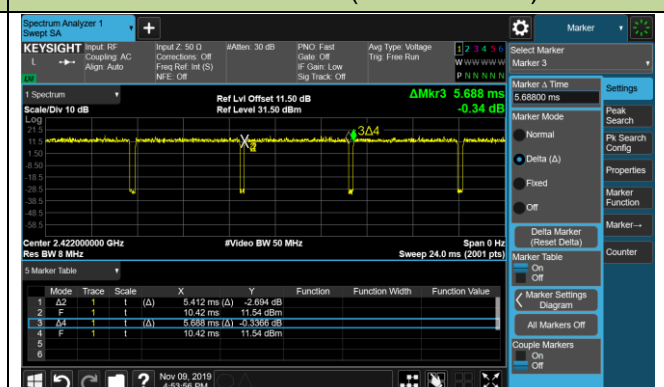 Spectrum Analyzer 1
Swept SA
Marker
KEYSIGHT
L
Input: RF
Coupling: AC
Align: Auto
Input Z: 50 Ω
Corrections: Off
Freq Ref: Int (S)
NFE: Off
#Atten: 30 dB
PNO: Fast
Gate: Off
IF Gain: Low
Sig Track: Off
Avg Type: Voltage
Trig: Free Run
1 2 3 4 5 6
W W W W W W
P N N N N N
Select Marker
Marker 3
1 Spectrum
Scale/Div 10 dB
Log
Ref Lvl Offset 11.50 dB
Ref Level 31.50 dBm
ΔMkr3 5.688 ms
-0.34 dB
21.5
11.5
1.50
-8.50
-18.5
-28.5
-38.5
-48.5
3Δ4
Center 2.422000000 GHz
Res BW 8 MHz
#Video BW 50 MHz
Span 0 Hz
Sweep 24.0 ms (2001 pts)
5 Marker Table
Mode Trace Scale X Y Function Function Width Function Value
1 Δ2 1 t (Δ) 5.412 ms (Δ) -2.694 dB
2 F 1 t 10.42 ms 11.54 dBm
3 Δ4 1 t (Δ) 5.688 ms (Δ) -0.3366 dB
4 F 1 t 10.42 ms 11.54 dBm
5
6
Marker Δ Time
5.68800 ms
Marker Mode
Normal
Delta (Δ)
Fixed
Off
Delta Marker
(Reset Delta)
Marker Table
On
Off
Marker Settings
Diagram
All Markers Off
Couple Markers
On
Off
Settings
Peak
Search
Pk Search
Config
Properties
Marker
Function
Marker→
Counter
?
Nov 09, 2019
4:53:56 PM